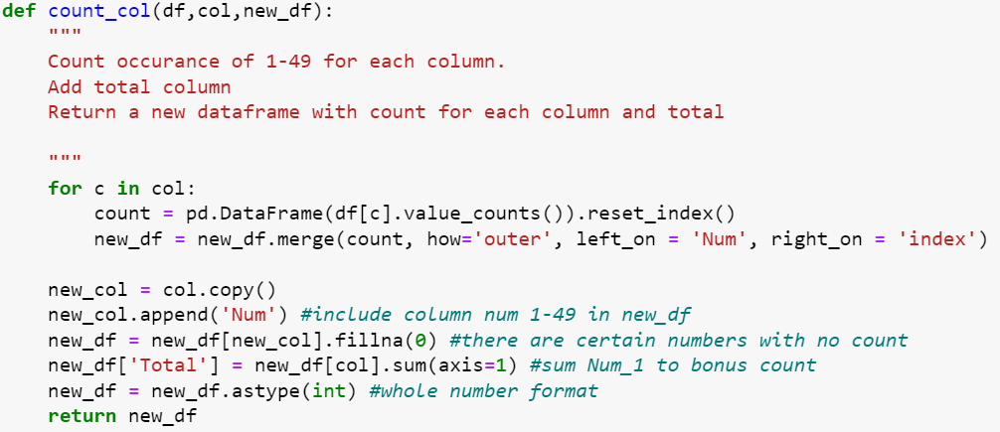 def count_col(df,col,new_df):
    """
    Count occurance of 1-49 for each column.
    Add total column
    Return a new dataframe with count for each column and total

    """
    for c in col:
        count = pd.DataFrame(df[c].value_counts()).reset_index()
        new_df = new_df.merge(count, how='outer', left_on = 'Num', right_on = 'index')

    new_col = col.copy()
    new_col.append('Num') #include column num 1-49 in new_df
    new_df = new_df[new_col].fillna(0) #there are certain numbers with no count
    new_df['Total'] = new_df[col].sum(axis=1) #sum Num_1 to bonus count
    new_df = new_df.astype(int) #whole number format
    return new_df